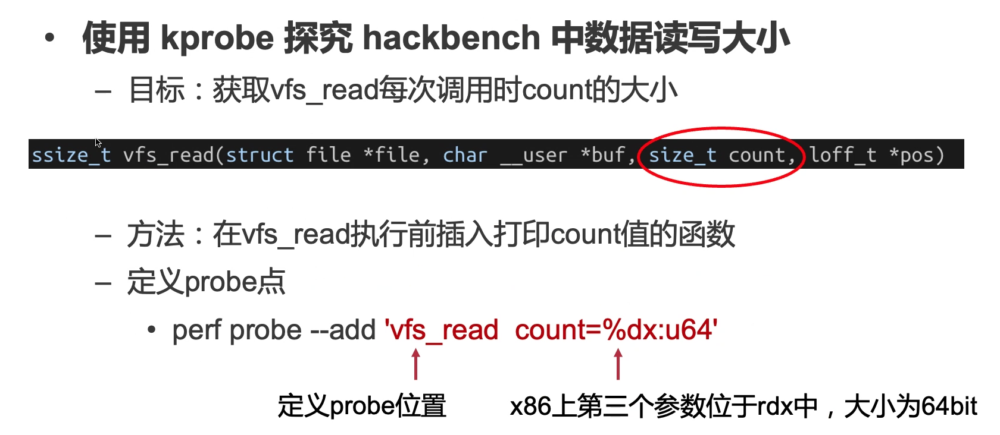 • 使用 kprobe 探究 hackbench 中数据读写大小
– 目标：获取vfs_read每次调用时count的大小
ssize_t vfs_read(struct file *file, char __user *buf, size_t count, loff_t *pos)
– 方法：在vfs_read执行前插入打印count值的函数
– 定义probe点
• perf probe --add 'vfs_read  count=%dx:u64'
定义probe位置
x86上第三个参数位于rdx中，大小为64bit